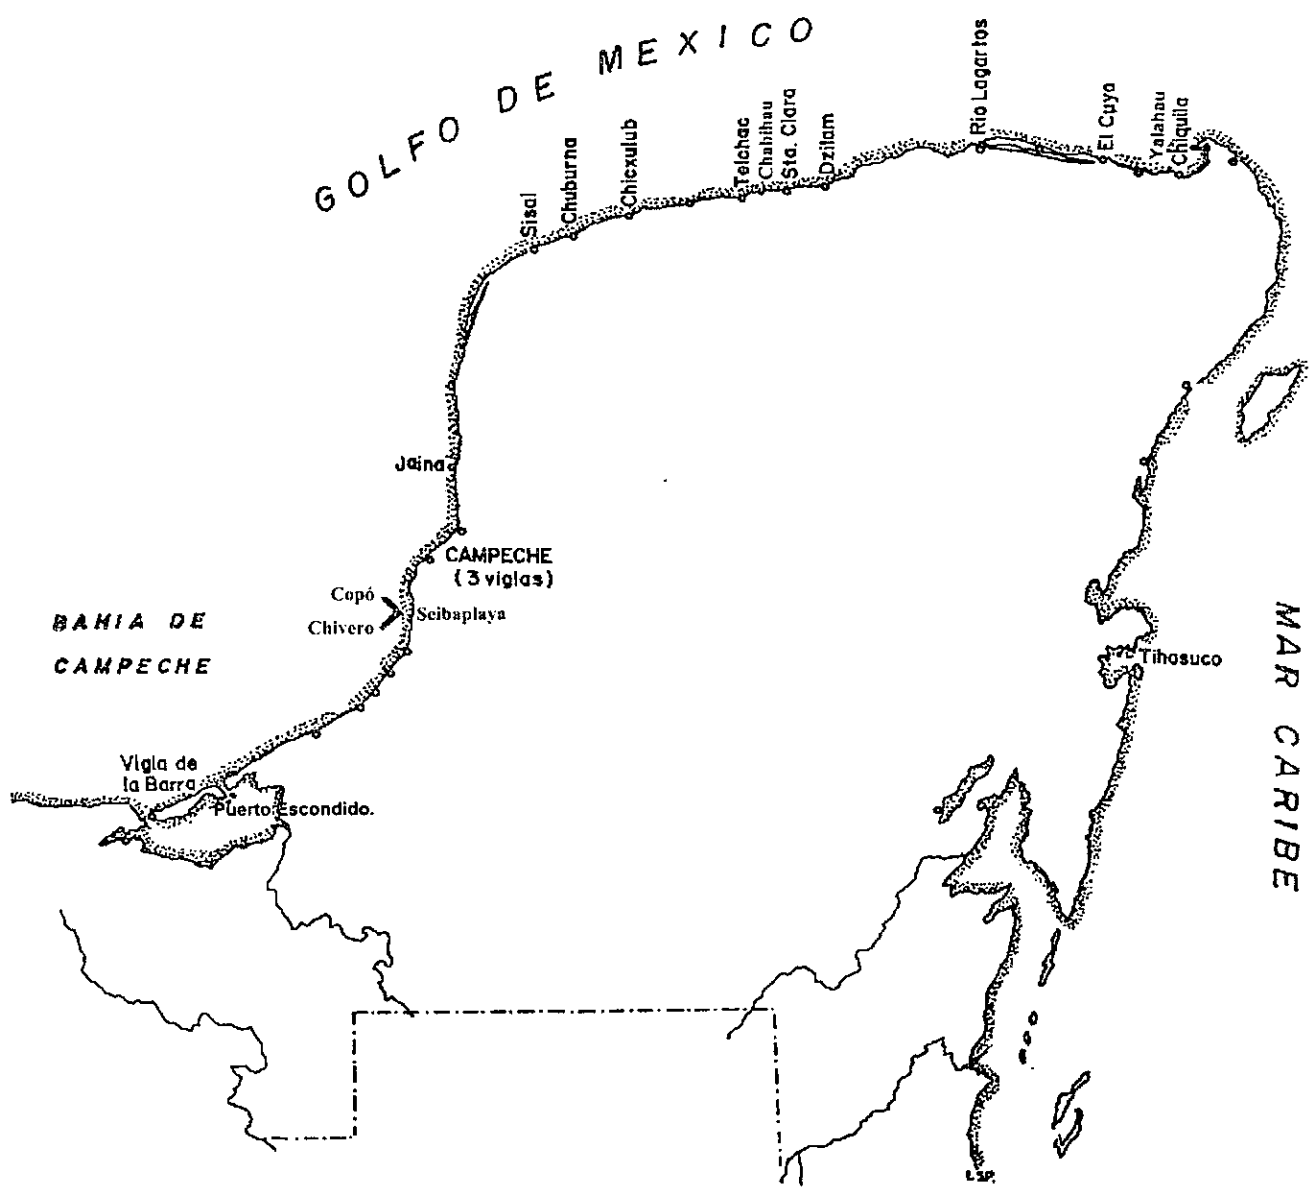 GOLFO DE MEXICO
Sisal
Chuburna
Chicxulub
Telchac
Chabihau
Sta. Clara
Dzilam
Rio Lagartos
El Cuyo
Yalahau
Chiquila
Jaina
CAMPECHE
(3 vigias)
Copó
Chivero
Seibaplaya
BAHIA DE
CAMPECHE
Tihosuco
MAR CARIBE
Vigia de
la Barra
Puerto Escondido.
L.S.P.